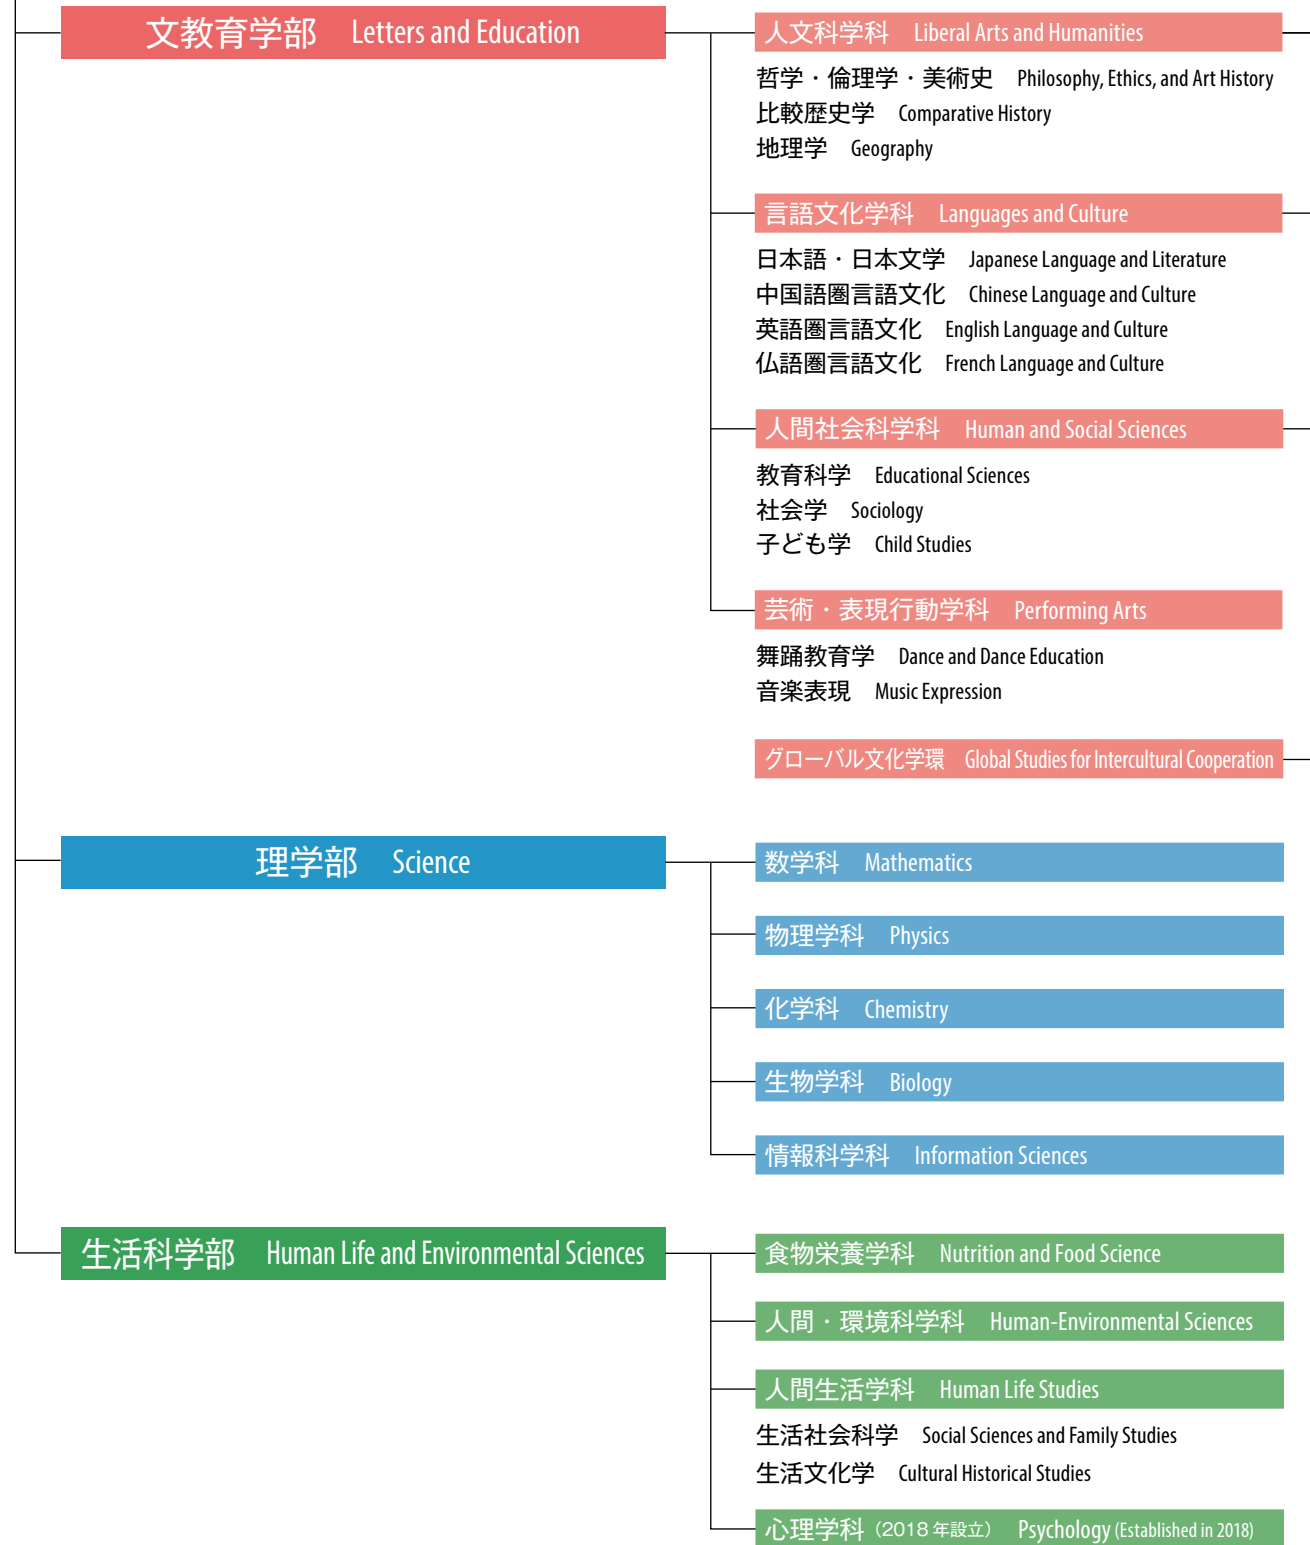 文教育学部 Letters and Education
人文科学科 Liberal Arts and Humanities
哲学・倫理学・美術史 Philosophy, Ethics, and Art History
比較歴史学 Comparative History
地理学 Geography
言語文化学科 Languages and Culture
日本語・日本文学 Japanese Language and Literature
中国語圏言語文化 Chinese Language and Culture
英語圏言語文化 English Language and Culture
仏語圏言語文化 French Language and Culture
人間社会科学科 Human and Social Sciences
教育科学 Educational Sciences
社会学 Sociology
子ども学 Child Studies
芸術・表現行動学科 Performing Arts
舞踊教育学 Dance and Dance Education
音楽表現 Music Expression
グローバル文化学環 Global Studies for Intercultural Cooperation
理学部 Science
数学科 Mathematics
物理学科 Physics
化学科 Chemistry
生物学科 Biology
情報科学科 Information Sciences
生活科学部 Human Life and Environmental Sciences
食物栄養学科 Nutrition and Food Science
人間・環境科学科 Human-Environmental Sciences
人間生活学科 Human Life Studies
生活社会科学 Social Sciences and Family Studies
生活文化学 Cultural Historical Studies
心理学科（2018年設立） Psychology (Established in 2018)